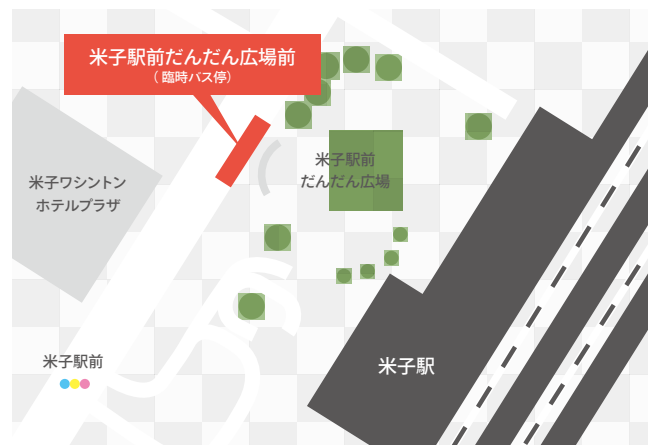 米子駅前だんだん広場前
（ 臨時バス停）
米子駅前
だんだん広場
米子ワシントン
ホテルプラザ
米子駅前
米子駅